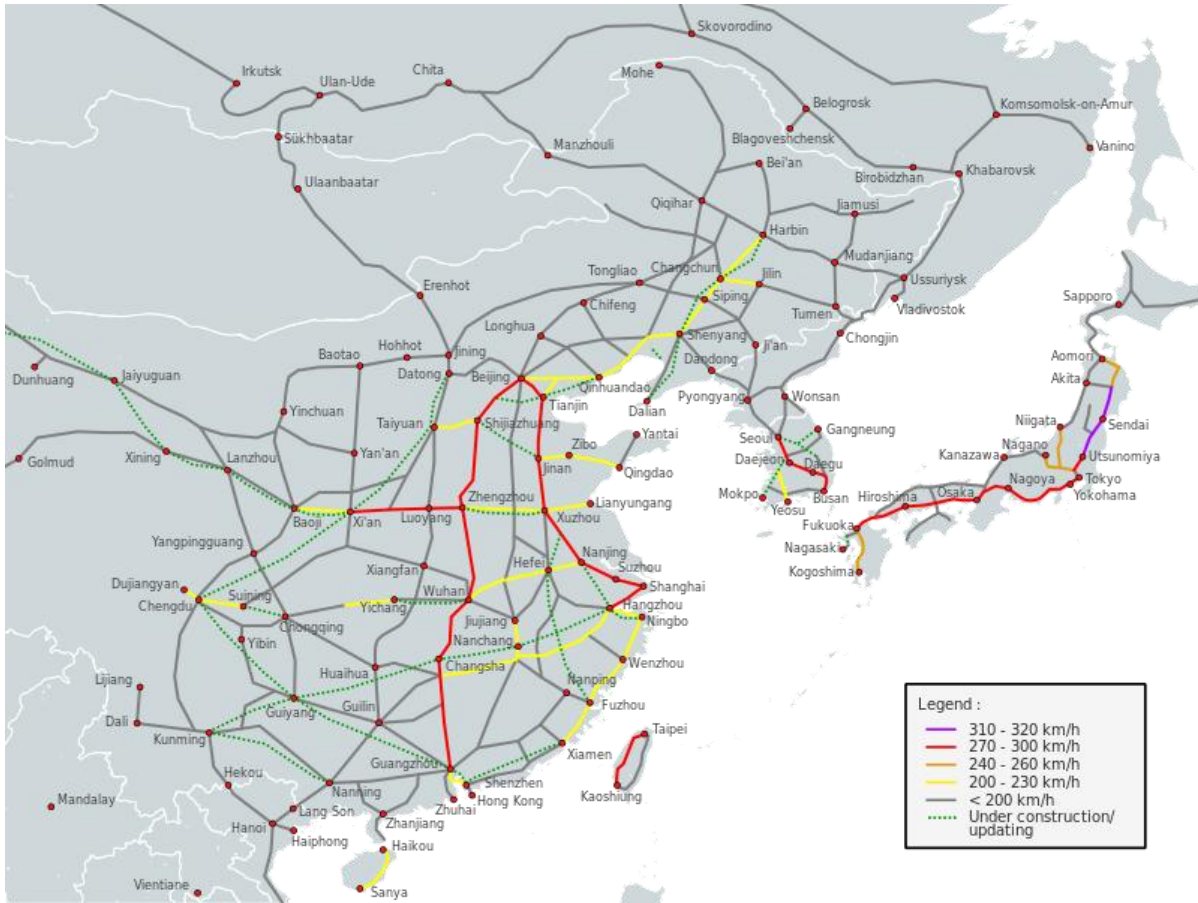 Skovorodino
Irkutsk
Ulan-Ude
Chita
Mohe
Belogrosk
Komsomolsk-on-Amur
Sükhbaatar
Blagoveshchensk
Manzhouli
Vanino
Bei'an
Birobidzhan
Khabarovsk
Ulaanbaatar
Qiqihar
Jiamusi
Harbin
Mudanjiang
Changchun
Jilin
Ussuriysk
Tongliao
Erenhot
Siping
Chifeng
Tumen
Vladivostok
Sapporo
Longhua
Shenyang
Chongjin
Hohhot
Baotao
Jining
Ji'an
Dunhuang
Jaiyuguan
Datong
Beijing
Dandong
Aomori
Qinhuandao
Akita
Pyongyang
Wonsan
Tianjin
Dalian
Yinchuan
Taiyuan
Shijiazhuang
Yantai
Gangneung
Niigata
Sendai
Seoul
Zibo
Nagano
Golmud
Xining
Lanzhou
Yan'an
Jinan
Qingdao
Daejeon
Daegu
Kanazawa
Utsunomiya
Nagoya
Tokyo
Yokohama
Mokpo
Busan
Yeosu
Hiroshima
Osaka
Zhengzhou
Lianyungang
Baoji
Xi'an
Luoyang
Xuzhou
Fukuoka
Yangpingguang
Nagasaki
Xiangfan
Hefei
Nanjing
Suzhou
Kogoshima
Dujiangyan
Shanghai
Suining
Wuhan
Chengdu
Yichang
Hangzhou
Chongqing
Jiujiang
Ningbo
Yibin
Nanchang
Huaihua
Changsha
Wenzhou
Lijiang
Nanping
Guiyang
Guilin
Fuzhou
Dali
Kunming
Taipei
Xiamen
Guangzhou
Hekou
Shenzhen
Kaoshiung
Nanning
Hong Kong
Mandalay
Zhuhai
Lang Son
Zhanjiang
Hanoi
Haiphong
Haikou
Vientiane
Sanya
Legend :
310 - 320 km/h
270 - 300 km/h
240 - 260 km/h
200 - 230 km/h
< 200 km/h
Under construction/
updating